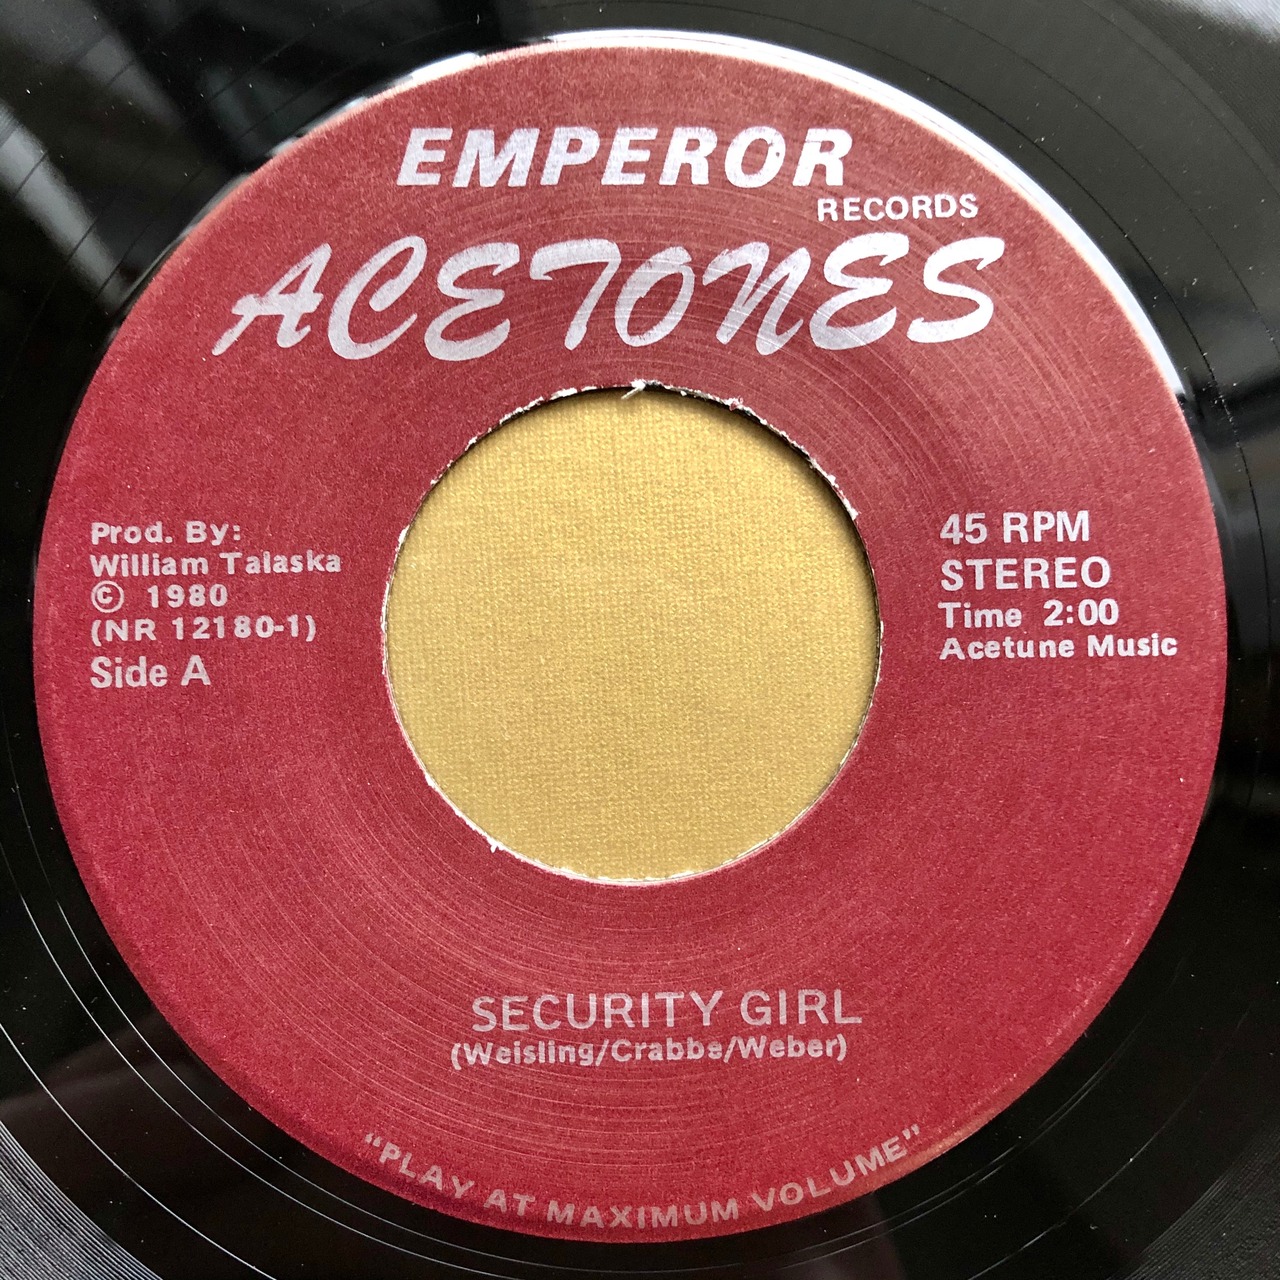 EMPEROR
RECORDS
ACETONES
Prod. By:
William Talaska
© 1980
(NR 12180-1)
Side A
45 RPM
STEREO
Time 2:00
Acetune Music
SECURITY GIRL
(Weisling/Crabbe/Weber)
"PLAY AT MAXIMUM VOLUME"